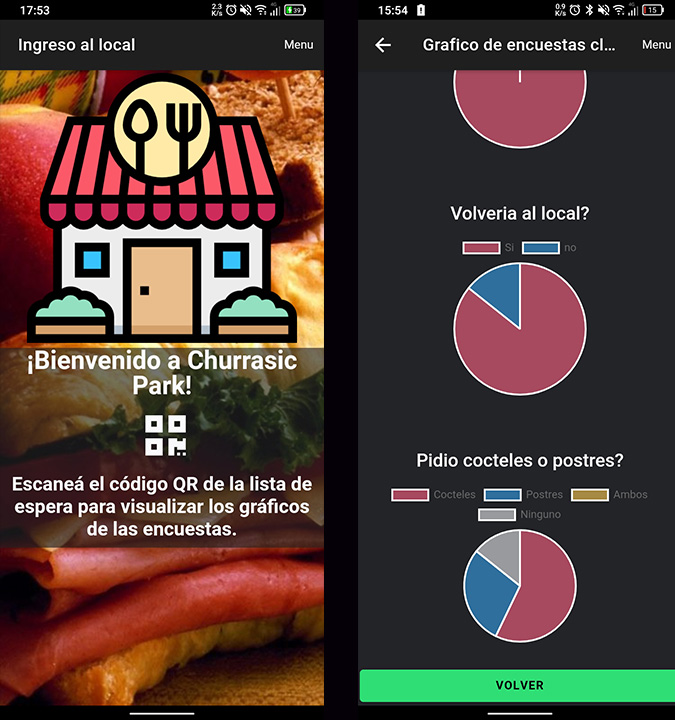 17:53
2.3
K/s
4G
39
Ingreso al local
Menu
¡Bienvenido a Churrasic
Park!
Escaneá el código QR de la lista de
espera para visualizar los gráficos
de las encuestas.
15:54
0.9
K/s
4G
15
Grafico de encuestas cl...
Menu
Volveria al local?
Si
no
Pidio cocteles o postres?
Cocteles
Postres
Ambos
Ninguno
VOLVER